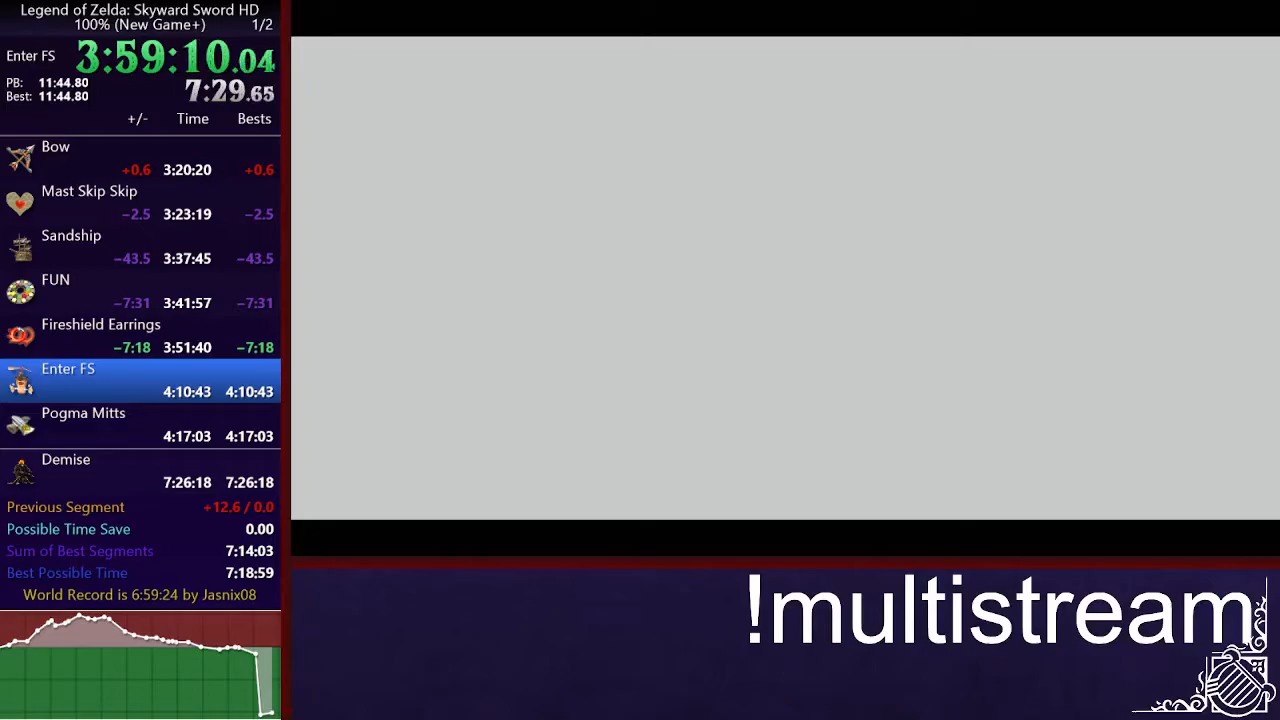 Legend of Zelda: Skyward Sword HD
100% (New Game+) 1/2
Enter FS 3:59:10.04
PB: 11:44.80
Best: 11:44.80
7:29.65
+/- Time Bests
Bow
+0.6 3:20:20 +0.6
Mast Skip Skip
−2.5 3:23:19 −2.5
Sandship
−43.5 3:37:45 −43.5
FUN
−7:31 3:41:57 −7:31
Fireshield Earrings
−7:18 3:51:40 −7:18
Enter FS
4:10:43 4:10:43
Pogma Mitts
4:17:03 4:17:03
Demise
7:26:18 7:26:18
Previous Segment +12.6 / 0.0
Possible Time Save 0.00
Sum of Best Segments 7:14:03
Best Possible Time 7:18:59
World Record is 6:59:24 by Jasnix08
!multistream